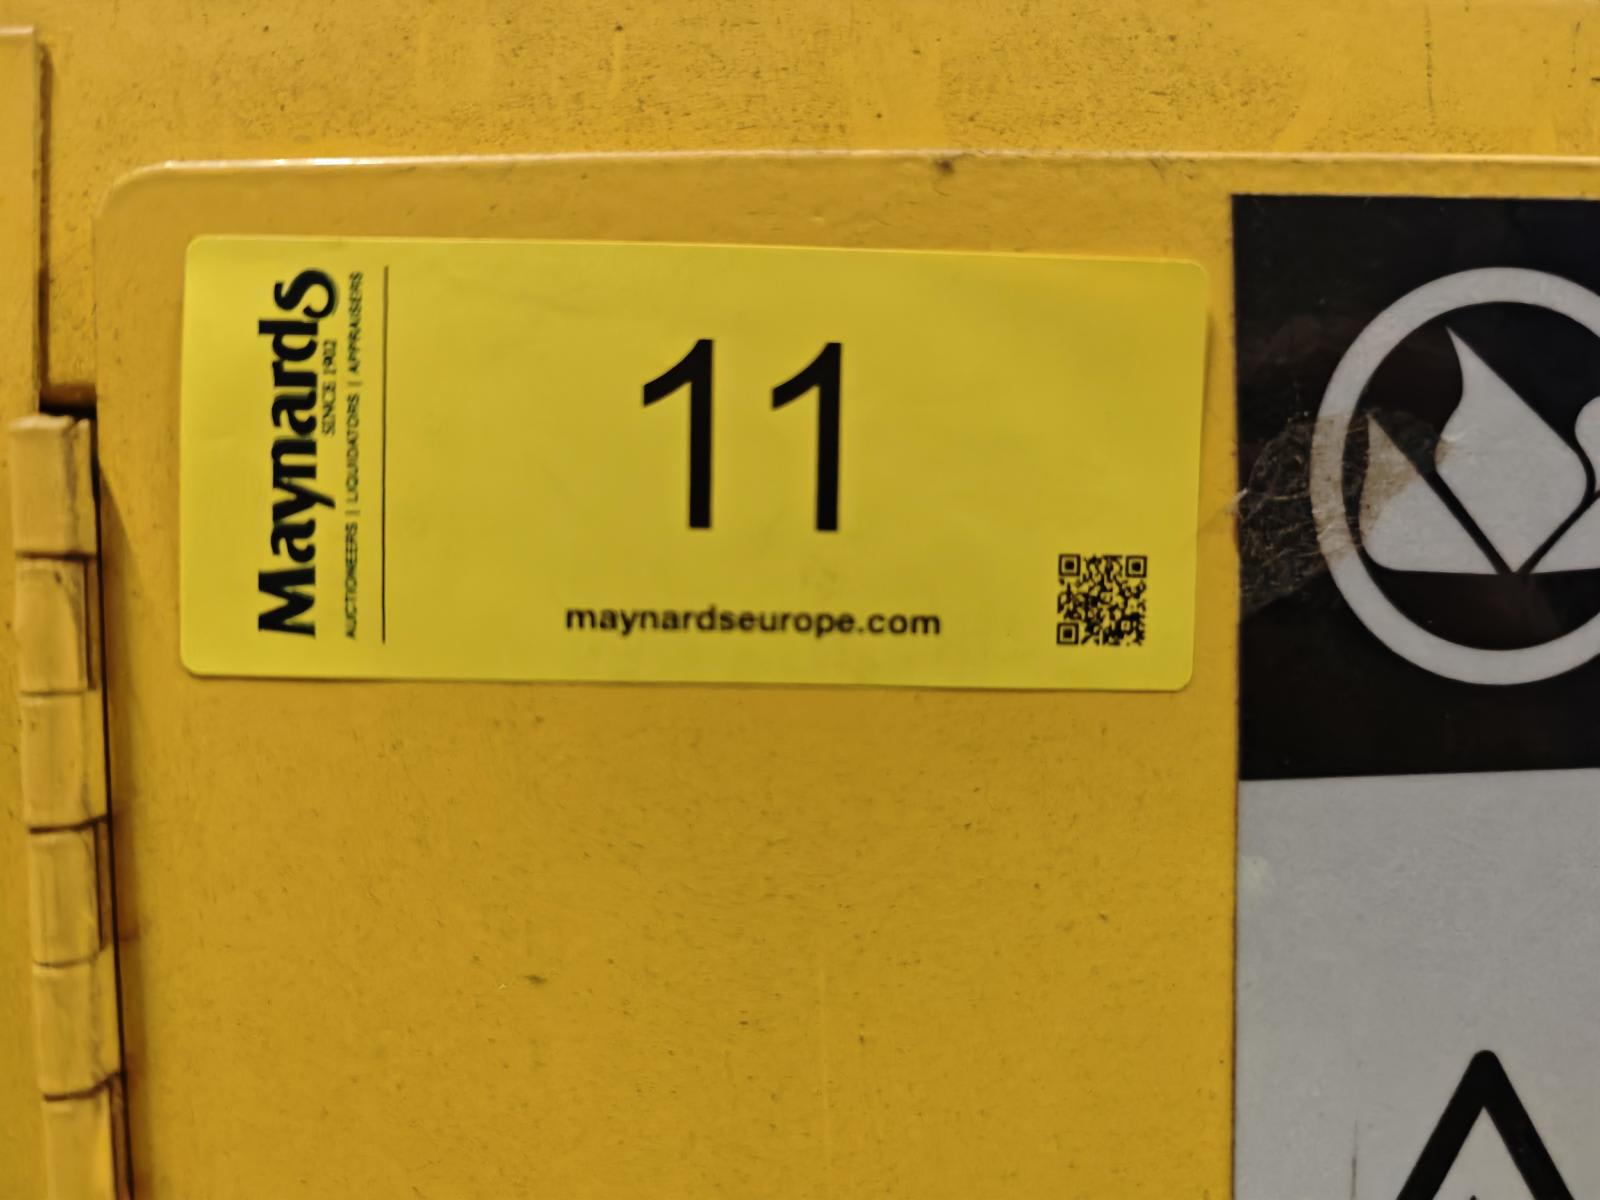 Maynards
SINCE 1902
AUCTIONEERS | LIQUIDATORS | APPRAISERS
11
maynardseurope.com